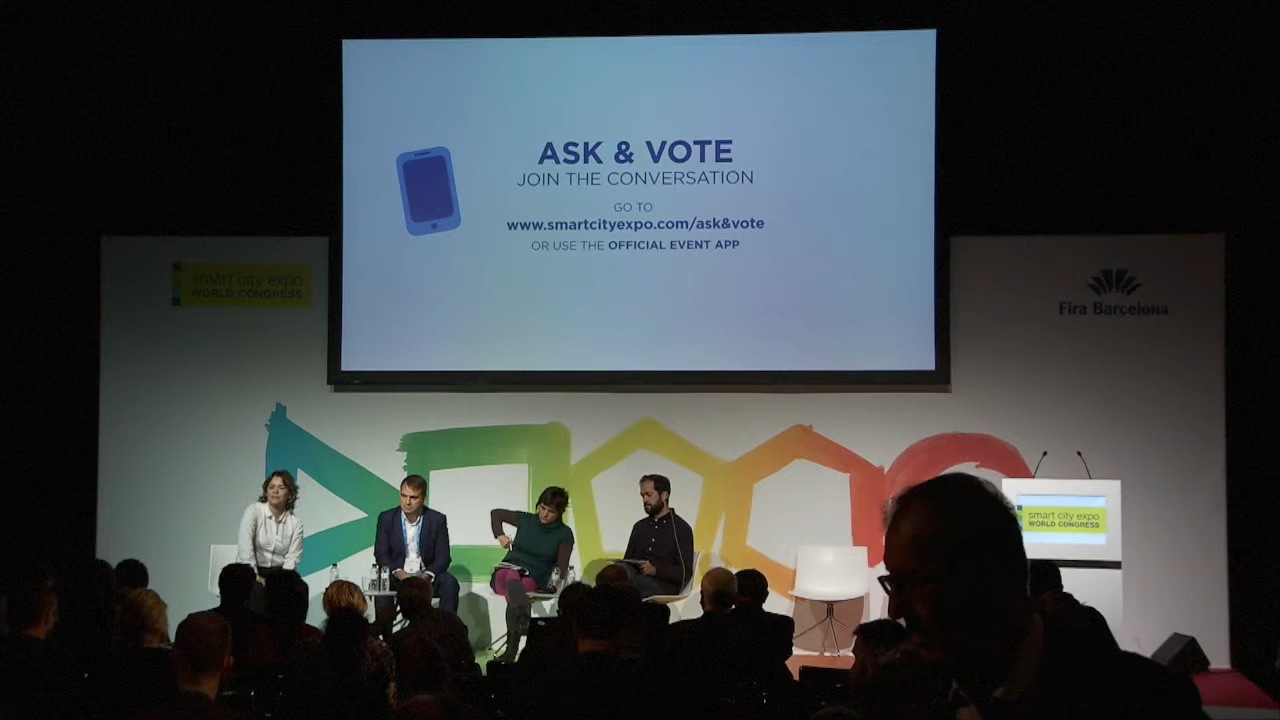 ASK & VOTE
JOIN THE CONVERSATION
GO TO
www.smartcityexpo.com/ask&vote
OR USE THE OFFICIAL EVENT APP
smart city expo
WORLD CONGRESS
Fira Barcelona
smart city expo
WORLD CONGRESS